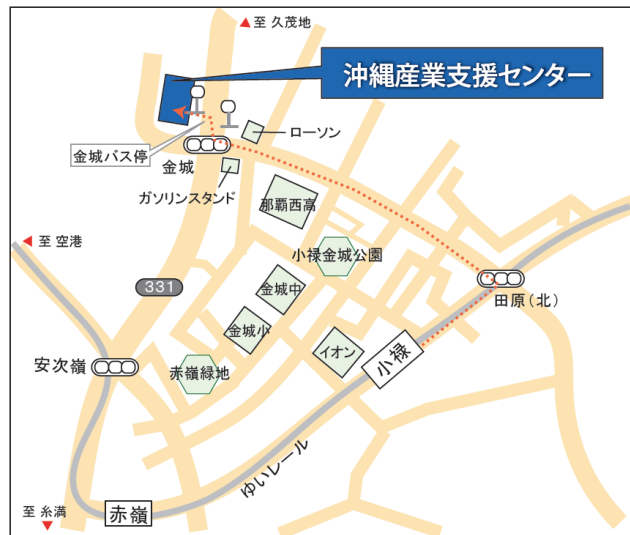 至 久茂地
沖縄産業支援センター
ローソン
金城バス停
金城
ガソリンスタンド
那覇西高
至 空港
小禄金城公園
331
金城中
田原(北)
金城小
イオン
小禄
安次嶺
赤嶺緑地
ゆいレール
至 糸満
赤嶺